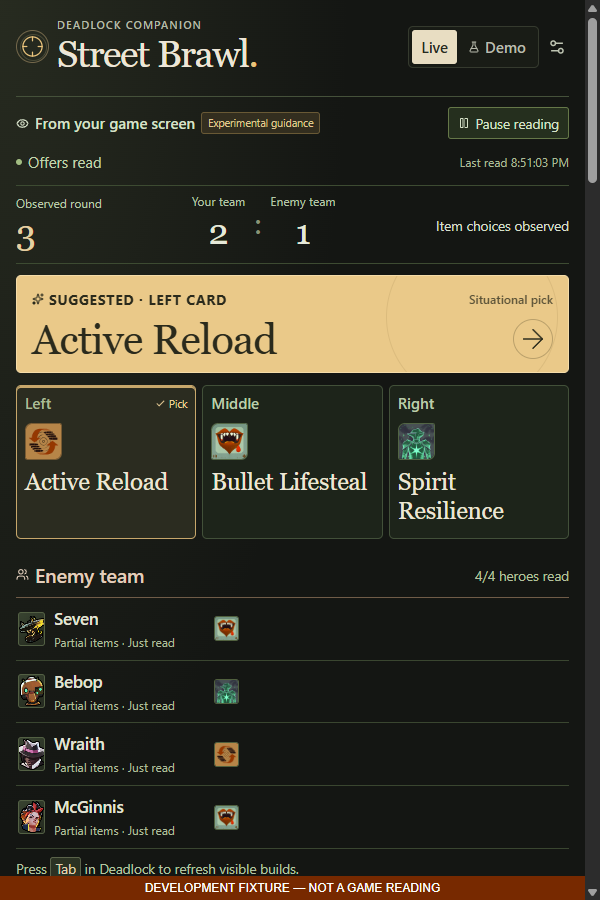 DEADLOCK COMPANION
Street Brawl.
Live
Demo
From your game screen
Experimental guidance
Pause reading
Offers read
Last read 8:51:03 PM
Observed round
Your team
Enemy team
3
2 : 1
Item choices observed
SUGGESTED · LEFT CARD
Situational pick
Active Reload
Left
Pick
Active Reload
Middle
Bullet Lifesteal
Right
Spirit
Resilience
Enemy team
4/4 heroes read
Seven
Partial items · Just read
Bebop
Partial items · Just read
Wraith
Partial items · Just read
McGinnis
Partial items · Just read
Press Tab in Deadlock to refresh visible builds.
DEVELOPMENT FIXTURE — NOT A GAME READING